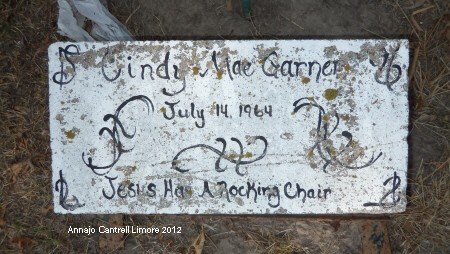 Cindy Mae Garner
July 14, 1964
Jesus Has A Rocking Chair
Annajo Cantrell Limore 2012